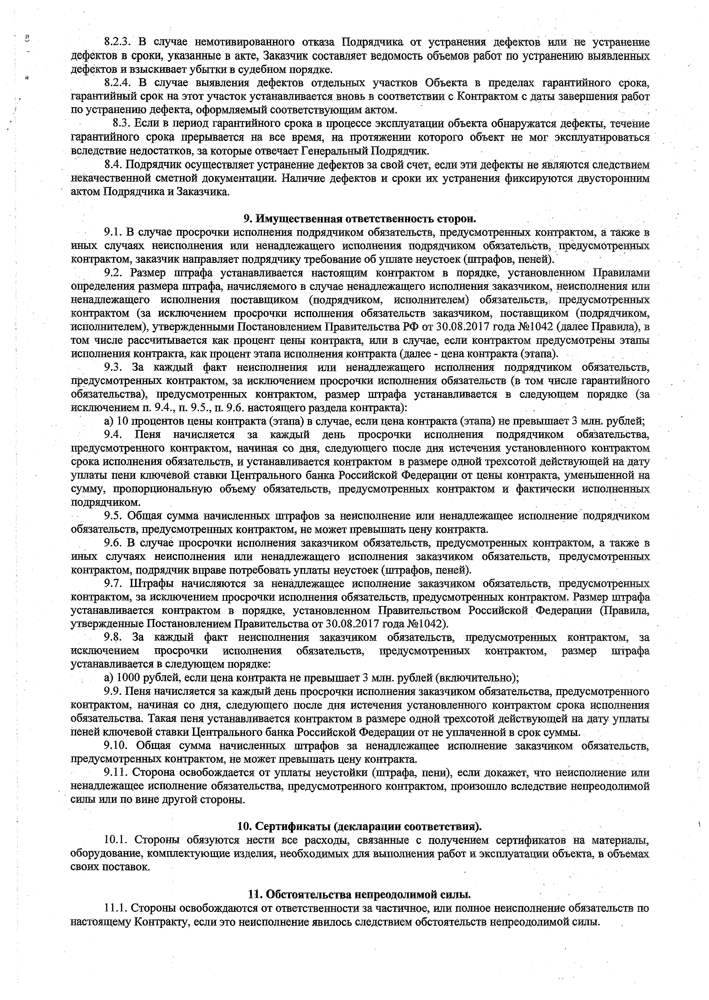 8.2.3. В случае немотивированного отказа Подрядчика от устранения дефектов или не устранение
дефектов в сроки, указанные в акте, Заказчик составляет ведомость объемов работ по устранению выявленных
дефектов и взыскивает убытки в судебном порядке.
8.2.4. В случае выявления дефектов отдельных участков Объекта в пределах гарантийного срока,
гарантийный срок на этот участок устанавливается вновь в соответствии с Контрактом с даты завершения работ
по устранению дефекта, оформляемый соответствующим актом.
8.3. Если в период гарантийного срока в процессе эксплуатации объекта обнаружатся дефекты, течение
гарантийного срока прерывается на все время, на протяжении которого объект не мог эксплуатироваться
вследствие недостатков, за которые отвечает Генеральный Подрядчик.
8.4. Подрядчик осуществляет устранение дефектов за свой счет, если эти дефекты не являются следствием
некачественной сметной документации. Наличие дефектов и сроки их устранения фиксируются двусторонним
актом Подрядчика и Заказчика.
9. Имущественная ответственность сторон.
9.1. В случае просрочки исполнения подрядчиком обязательств, предусмотренных контрактом, а также в
иных случаях неисполнения или ненадлежащего исполнения подрядчиком обязательств, предусмотренных
контрактом, заказчик направляет подрядчику требование об уплате неустоек (штрафов, пеней).
9.2. Размер штрафа устанавливается настоящим контрактом в порядке, установленном Правилами
определения размера штрафа, начисляемого в случае ненадлежащего исполнения заказчиком, неисполнения или
ненадлежащего исполнения поставщиком (подрядчиком, исполнителем) обязательств, предусмотренных
контрактом (за исключением просрочки исполнения обязательств заказчиком, поставщиком (подрядчиком,
исполнителем), утвержденными Постановлением Правительства РФ от 30.08.2017 года №1042 (далее Правила), в
том числе рассчитывается как процент цены контракта, или в случае, если контрактом предусмотрены этапы
исполнения контракта, как процент этапа исполнения контракта (далее - цена контракта (этапа).
9.3. За каждый факт неисполнения или ненадлежащего исполнения подрядчиком обязательств,
предусмотренных контрактом, за исключением просрочки исполнения обязательств (в том числе гарантийного
обязательства), предусмотренных контрактом, размер штрафа устанавливается в следующем порядке (за
исключением п. 9.4., п. 9.5., п. 9.6. настоящего раздела контракта):
а) 10 процентов цены контракта (этапа) в случае, если цена контракта (этапа) не превышает 3 млн. рублей;
9.4. Пеня начисляется за каждый день просрочки исполнения подрядчиком обязательства,
предусмотренного контрактом, начиная со дня, следующего после дня истечения установленного контрактом
срока исполнения обязательств, и устанавливается контрактом в размере одной трехсотой действующей на дату
уплаты пени ключевой ставки Центрального банка Российской Федерации от цены контракта, уменьшенной на
сумму, пропорциональную объему обязательств, предусмотренных контрактом и фактически исполненных
подрядчиком.
9.5. Общая сумма начисленных штрафов за неисполнение или ненадлежащее исполнение подрядчиком
обязательств, предусмотренных контрактом, не может превышать цену контракта.
9.6. В случае просрочки исполнения заказчиком обязательств, предусмотренных контрактом, а также в
иных случаях неисполнения или ненадлежащего исполнения заказчиком обязательств, предусмотренных
контрактом, подрядчик вправе потребовать уплаты неустоек (штрафов, пеней).
9.7. Штрафы начисляются за ненадлежащее исполнение заказчиком обязательств, предусмотренных
контрактом, за исключением просрочки исполнения обязательств, предусмотренных контрактом. Размер штрафа
устанавливается контрактом в порядке, установленном Правительством Российской Федерации (Правила,
утвержденные Постановлением Правительства от 30.08.2017 года №1042).
9.8. За каждый факт неисполнения заказчиком обязательств, предусмотренных контрактом, за
исключением просрочки исполнения обязательств, предусмотренных контрактом, размер штрафа
устанавливается в следующем порядке:
а) 1000 рублей, если цена контракта не превышает 3 млн. рублей (включительно);
9.9. Пеня начисляется за каждый день просрочки исполнения заказчиком обязательства, предусмотренного
контрактом, начиная со дня, следующего после дня истечения установленного контрактом срока исполнения
обязательства. Такая пеня устанавливается контрактом в размере одной трехсотой действующей на дату уплаты
пеней ключевой ставки Центрального банка Российской Федерации от не уплаченной в срок суммы.
9.10. Общая сумма начисленных штрафов за ненадлежащее исполнение заказчиком обязательств,
предусмотренных контрактом, не может превышать цену контракта.
9.11. Сторона освобождается от уплаты неустойки (штрафа, пени), если докажет, что неисполнение или
ненадлежащее исполнение обязательства, предусмотренного контрактом, произошло вследствие непреодолимой
силы или по вине другой стороны.
10. Сертификаты (декларации соответствия).
10.1. Стороны обязуются нести все расходы, связанные с получением сертификатов на материалы,
оборудование, комплектующие изделия, необходимых для выполнения работ и эксплуатации объекта, в объемах
своих поставок.
11. Обстоятельства непреодолимой силы.
11.1. Стороны освобождаются от ответственности за частичное, или полное неисполнение обязательств по
настоящему Контракту, если это неисполнение явилось следствием обстоятельств непреодолимой силы.